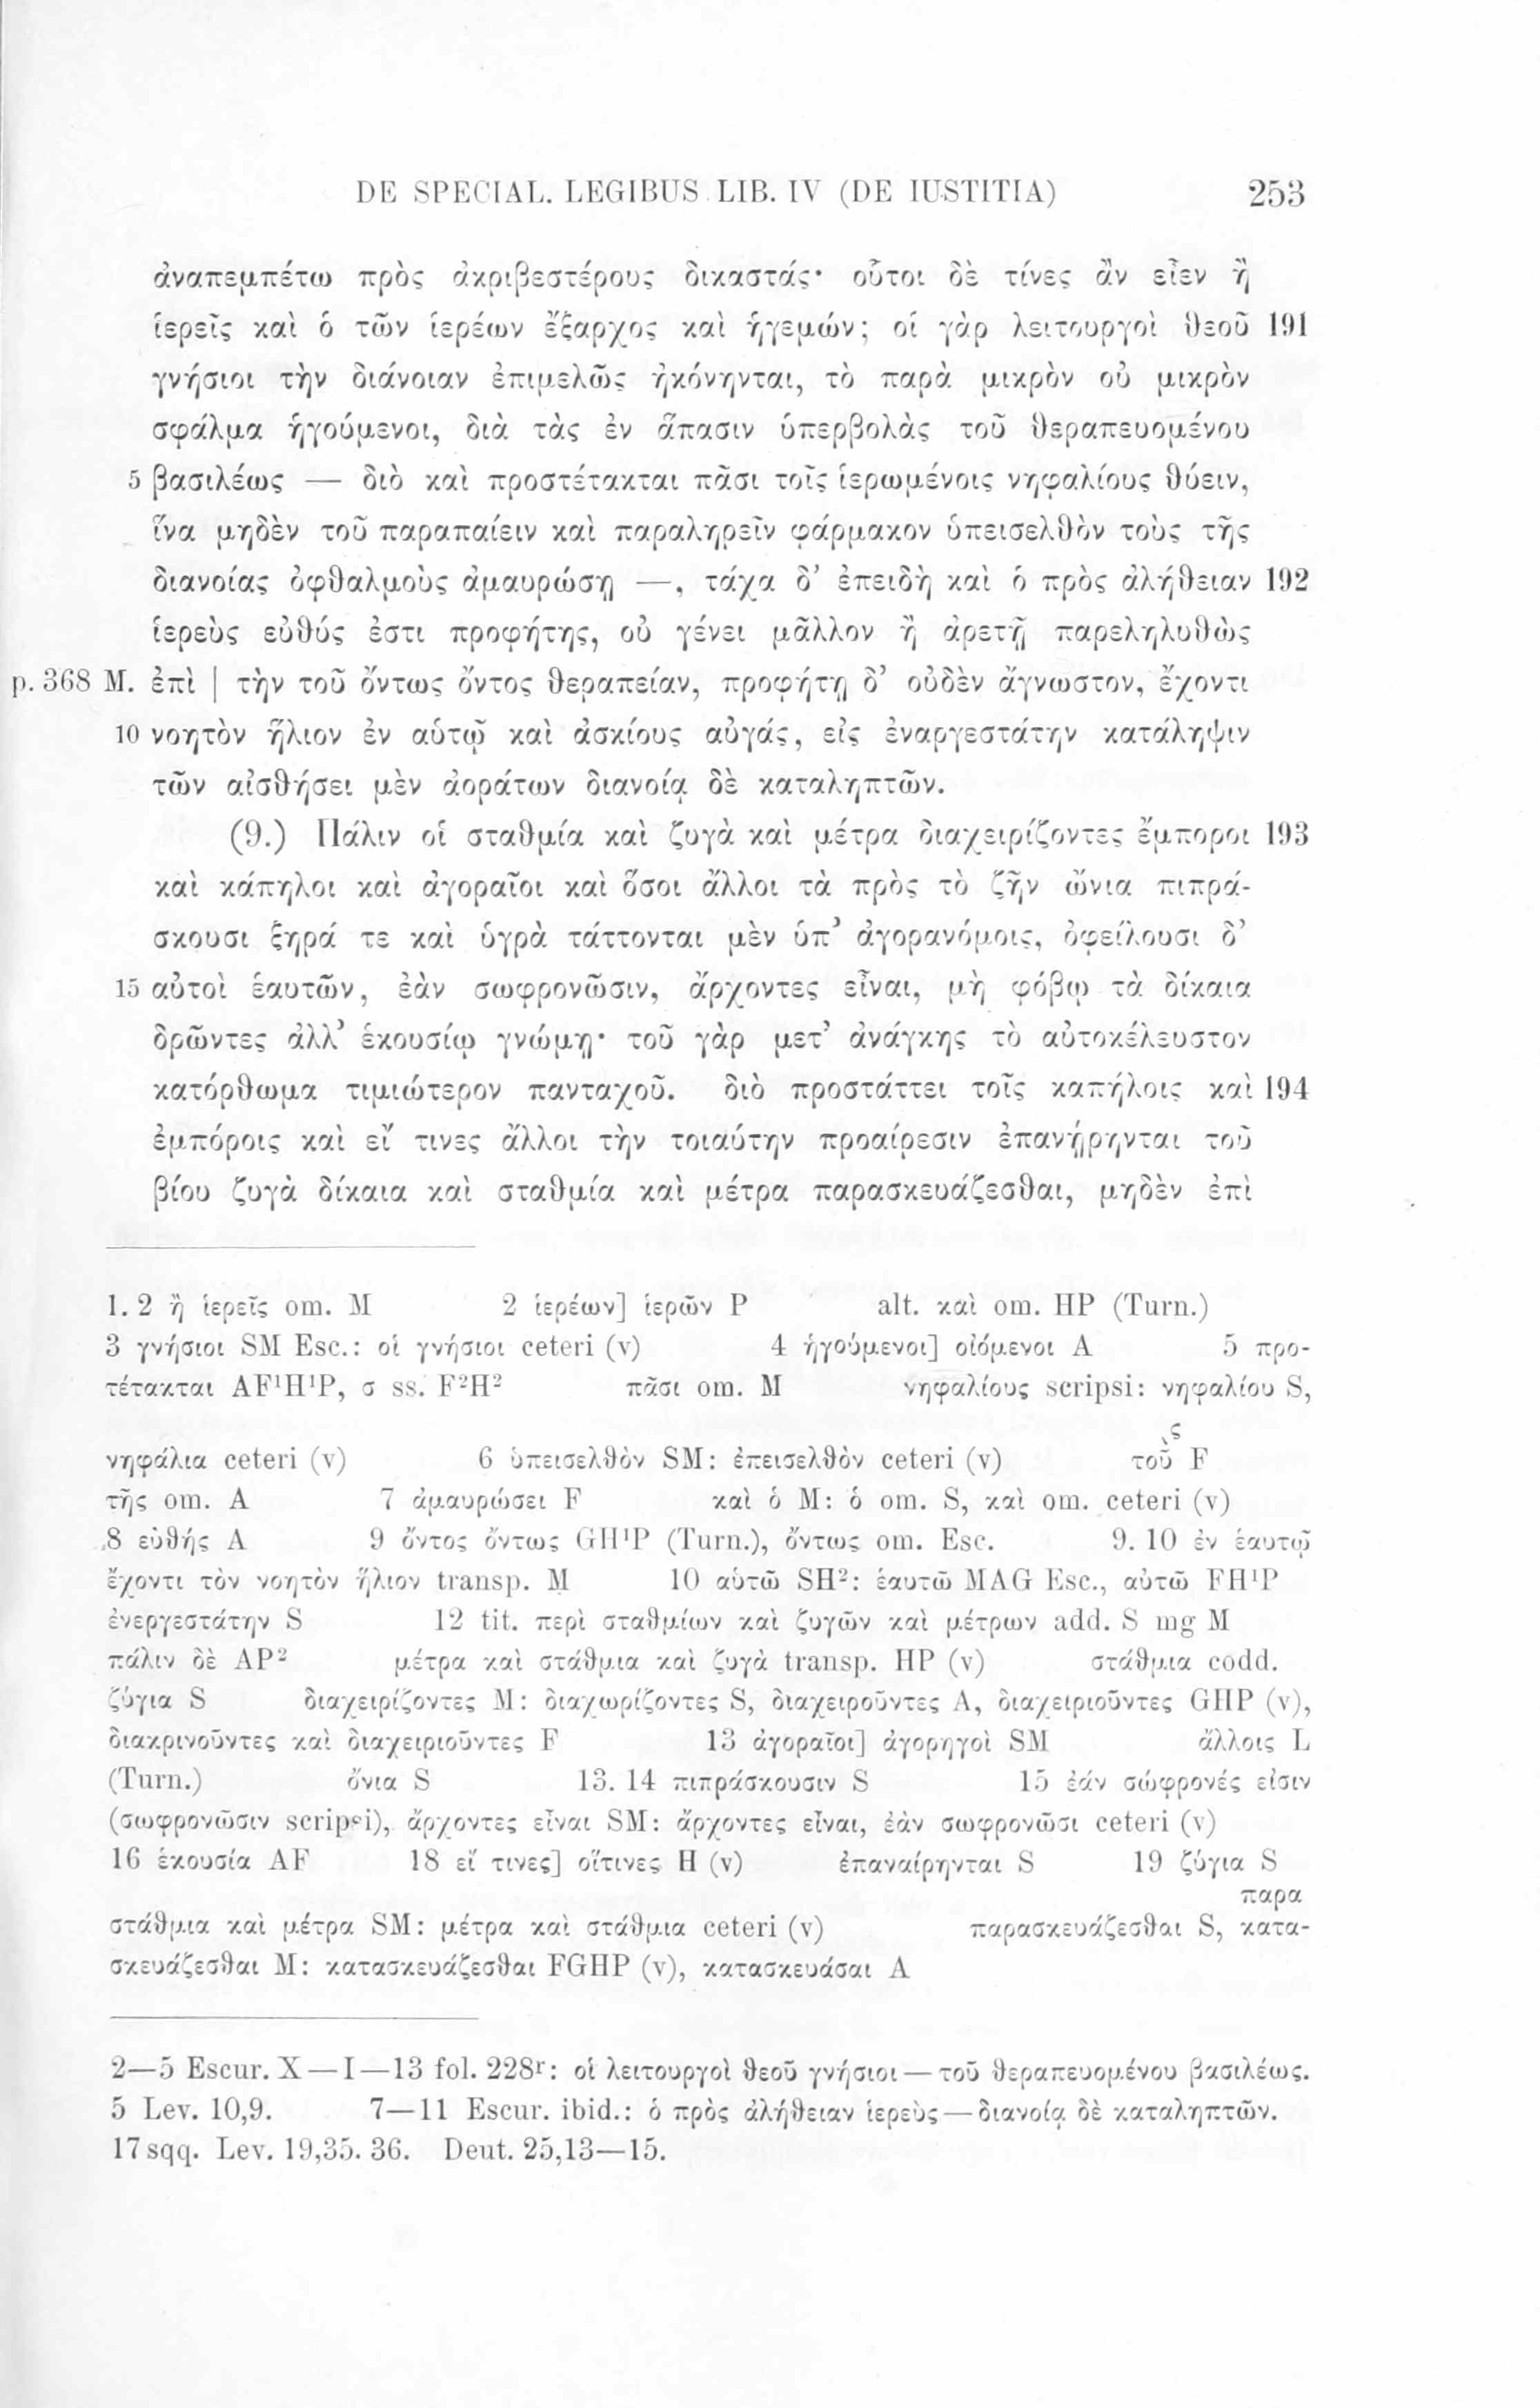 DE SPECIAL. LEGIBUS LIB. IV (DE IUSTITIA) 253
ἀναπεμπέτω πρὸς ἀκριβεστέρους δικαστάς· οὗτοι δὲ τίνες ἂν εἶεν ἢ
ἱερεῖς καὶ ὁ τῶν ἱερέων ἔξαρχος καὶ ἡγεμών; οἱ γὰρ λειτουργοὶ θεοῦ 191
γνήσιοι τὴν διάνοιαν ἐπιμελῶς ἠκόνηνται, τὸ παρὰ μικρὸν οὐ μικρὸν
σφάλμα ἡγούμενοι, διὰ τὰς ἐν ἅπασιν ὑπερβολὰς τοῦ θεραπευομένου
5 βασιλέως — διὸ καὶ προστέτακται πᾶσι τοῖς ἱερωμένοις νηφαλίους θύειν,
ἵνα μηδὲν τοῦ παραπαίειν καὶ παραληρεῖν φάρμακον ὑπεισελθὸν τοὺς τῆς
διανοίας ὀφθαλμοὺς ἀμαυρώσῃ —, τάχα δ’ ἐπειδὴ καὶ ὁ πρὸς ἀλήθειαν 192
ἱερεὺς εὐθύς ἐστι προφήτης, οὐ γένει μᾶλλον ἢ ἀρετῇ παρεληλυθὼς
p. 368 M. ἐπὶ | τὴν τοῦ ὄντως ὄντος θεραπείαν, προφήτῃ δ’ οὐδὲν ἄγνωστον, ἔχοντι
10 νοητὸν ἥλιον ἐν αὑτῷ καὶ ἀσκίους αὐγάς, εἰς ἐναργεστάτην κατάληψιν
τῶν αἰσθήσει μὲν ἀοράτων διανοίᾳ δὲ καταληπτῶν.
(9.) Πάλιν οἱ σταθμία καὶ ζυγὰ καὶ μέτρα διαχειρίζοντες ἔμποροι 193
καὶ κάπηλοι καὶ ἀγοραῖοι καὶ ὅσοι ἄλλοι τὰ πρὸς τὸ ζῆν ὤνια πιπρά-
σκουσι ξηρά τε καὶ ὑγρὰ τάττονται μὲν ὑπ’ ἀγορανόμοις, ὀφείλουσι δ’
15 αὐτοὶ ἑαυτῶν, ἐὰν σωφρονῶσιν, ἄρχοντες εἶναι, μὴ φόβῳ τὰ δίκαια
δρῶντες ἀλλ’ ἑκουσίῳ γνώμῃ· τοῦ γὰρ μετ’ ἀνάγκης τὸ αὐτοκέλευστον
κατόρθωμα τιμιώτερον πανταχοῦ. διὸ προστάττει τοῖς καπήλοις καὶ 194
ἐμπόροις καὶ εἴ τινες ἄλλοι τὴν τοιαύτην προαίρεσιν ἐπανῄρηνται τοῦ
βίου ζυγὰ δίκαια καὶ σταθμία καὶ μέτρα παρασκευάζεσθαι, μηδὲν ἐπὶ
1. 2 ἢ ἱερεῖς om. M 2 ἱερέων] ἱερῶν P alt. καὶ om. HP (Turn.)
3 γνήσιοι SM Esc.: οἱ γνήσιοι ceteri (v) 4 ἡγούμενοι] οἰόμενοι A 5 προ-
τέτακται AF¹H¹P, σ ss. F²H² πᾶσι om. M νηφαλίους scripsi: νηφαλίου S,
νηφάλια ceteri (v) 6 ὑπεισελθὸν SM: ἐπεισελθὸν ceteri (v) τοῦ̀ς F
τῆς om. A 7 ἀμαυρώσει F καὶ ὁ M: ὁ om. S, καὶ om. ceteri (v)
8 εὐθής A 9 ὄντος ὄντως GH¹P (Turn.), ὄντως om. Esc. 9. 10 ἐν ἑαυτῷ
ἔχοντι τὸν νοητὸν ἥλιον transp. M 10 αὑτῶ SH²: ἑαυτῶ MAG Esc., αὐτῶ FH¹P
ἐνεργεστάτην S 12 tit. περὶ σταθμίων καὶ ζυγῶν καὶ μέτρων add. S mg M
πάλιν δὲ AP² μέτρα καὶ στάθμια καὶ ζυγὰ transp. HP (v) στάθμια codd.
ζύγια S διαχειρίζοντες M: διαχωρίζοντες S, διαχειροῦντες A, διαχειριοῦντες GHP (v),
διακρινοῦντες καὶ διαχειριοῦντες F 13 ἀγοραῖοι] ἀγορηγοὶ SM ἄλλοις L
(Turn.) ὄνια S 13. 14 πιπράσκουσιν S 15 ἐάν σώφρονές εἰσιν
(σωφρονῶσιν scripsi), ἄρχοντες εἶναι SM: ἄρχοντες εἶναι, ἐὰν σωφρονῶσι ceteri (v)
16 ἑκουσία AF 18 εἴ τινες] οἵτινες H (v) ἐπαναίρηνται S 19 ζύγια S
παρα
στάθμια καὶ μέτρα SM: μέτρα καὶ στάθμια ceteri (v) παρασκευάζεσθαι S, κατα-
σκευάζεσθαι M: κατασκευάζεσθαι FGHP (v), κατασκευάσαι A
2—5 Escur. X—I—13 fol. 228ʳ: οἱ λειτουργοὶ θεοῦ γνήσιοι — τοῦ θεραπευομένου βασιλέως.
5 Lev. 10,9. 7—11 Escur. ibid.: ὁ πρὸς ἀλήθειαν ἱερεὺς — διανοίᾳ δὲ καταληπτῶν.
17 sqq. Lev. 19,35. 36. Deut. 25,13—15.